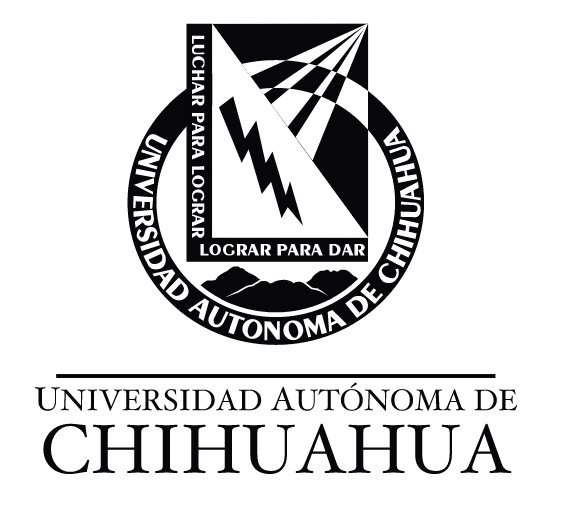 LUCHAR PARA LOGRAR
LOGRAR PARA DAR
UNIVERSIDAD AUTONOMA DE CHIHUAHUA
UNIVERSIDAD AUTÓNOMA DE
CHIHUAHUA